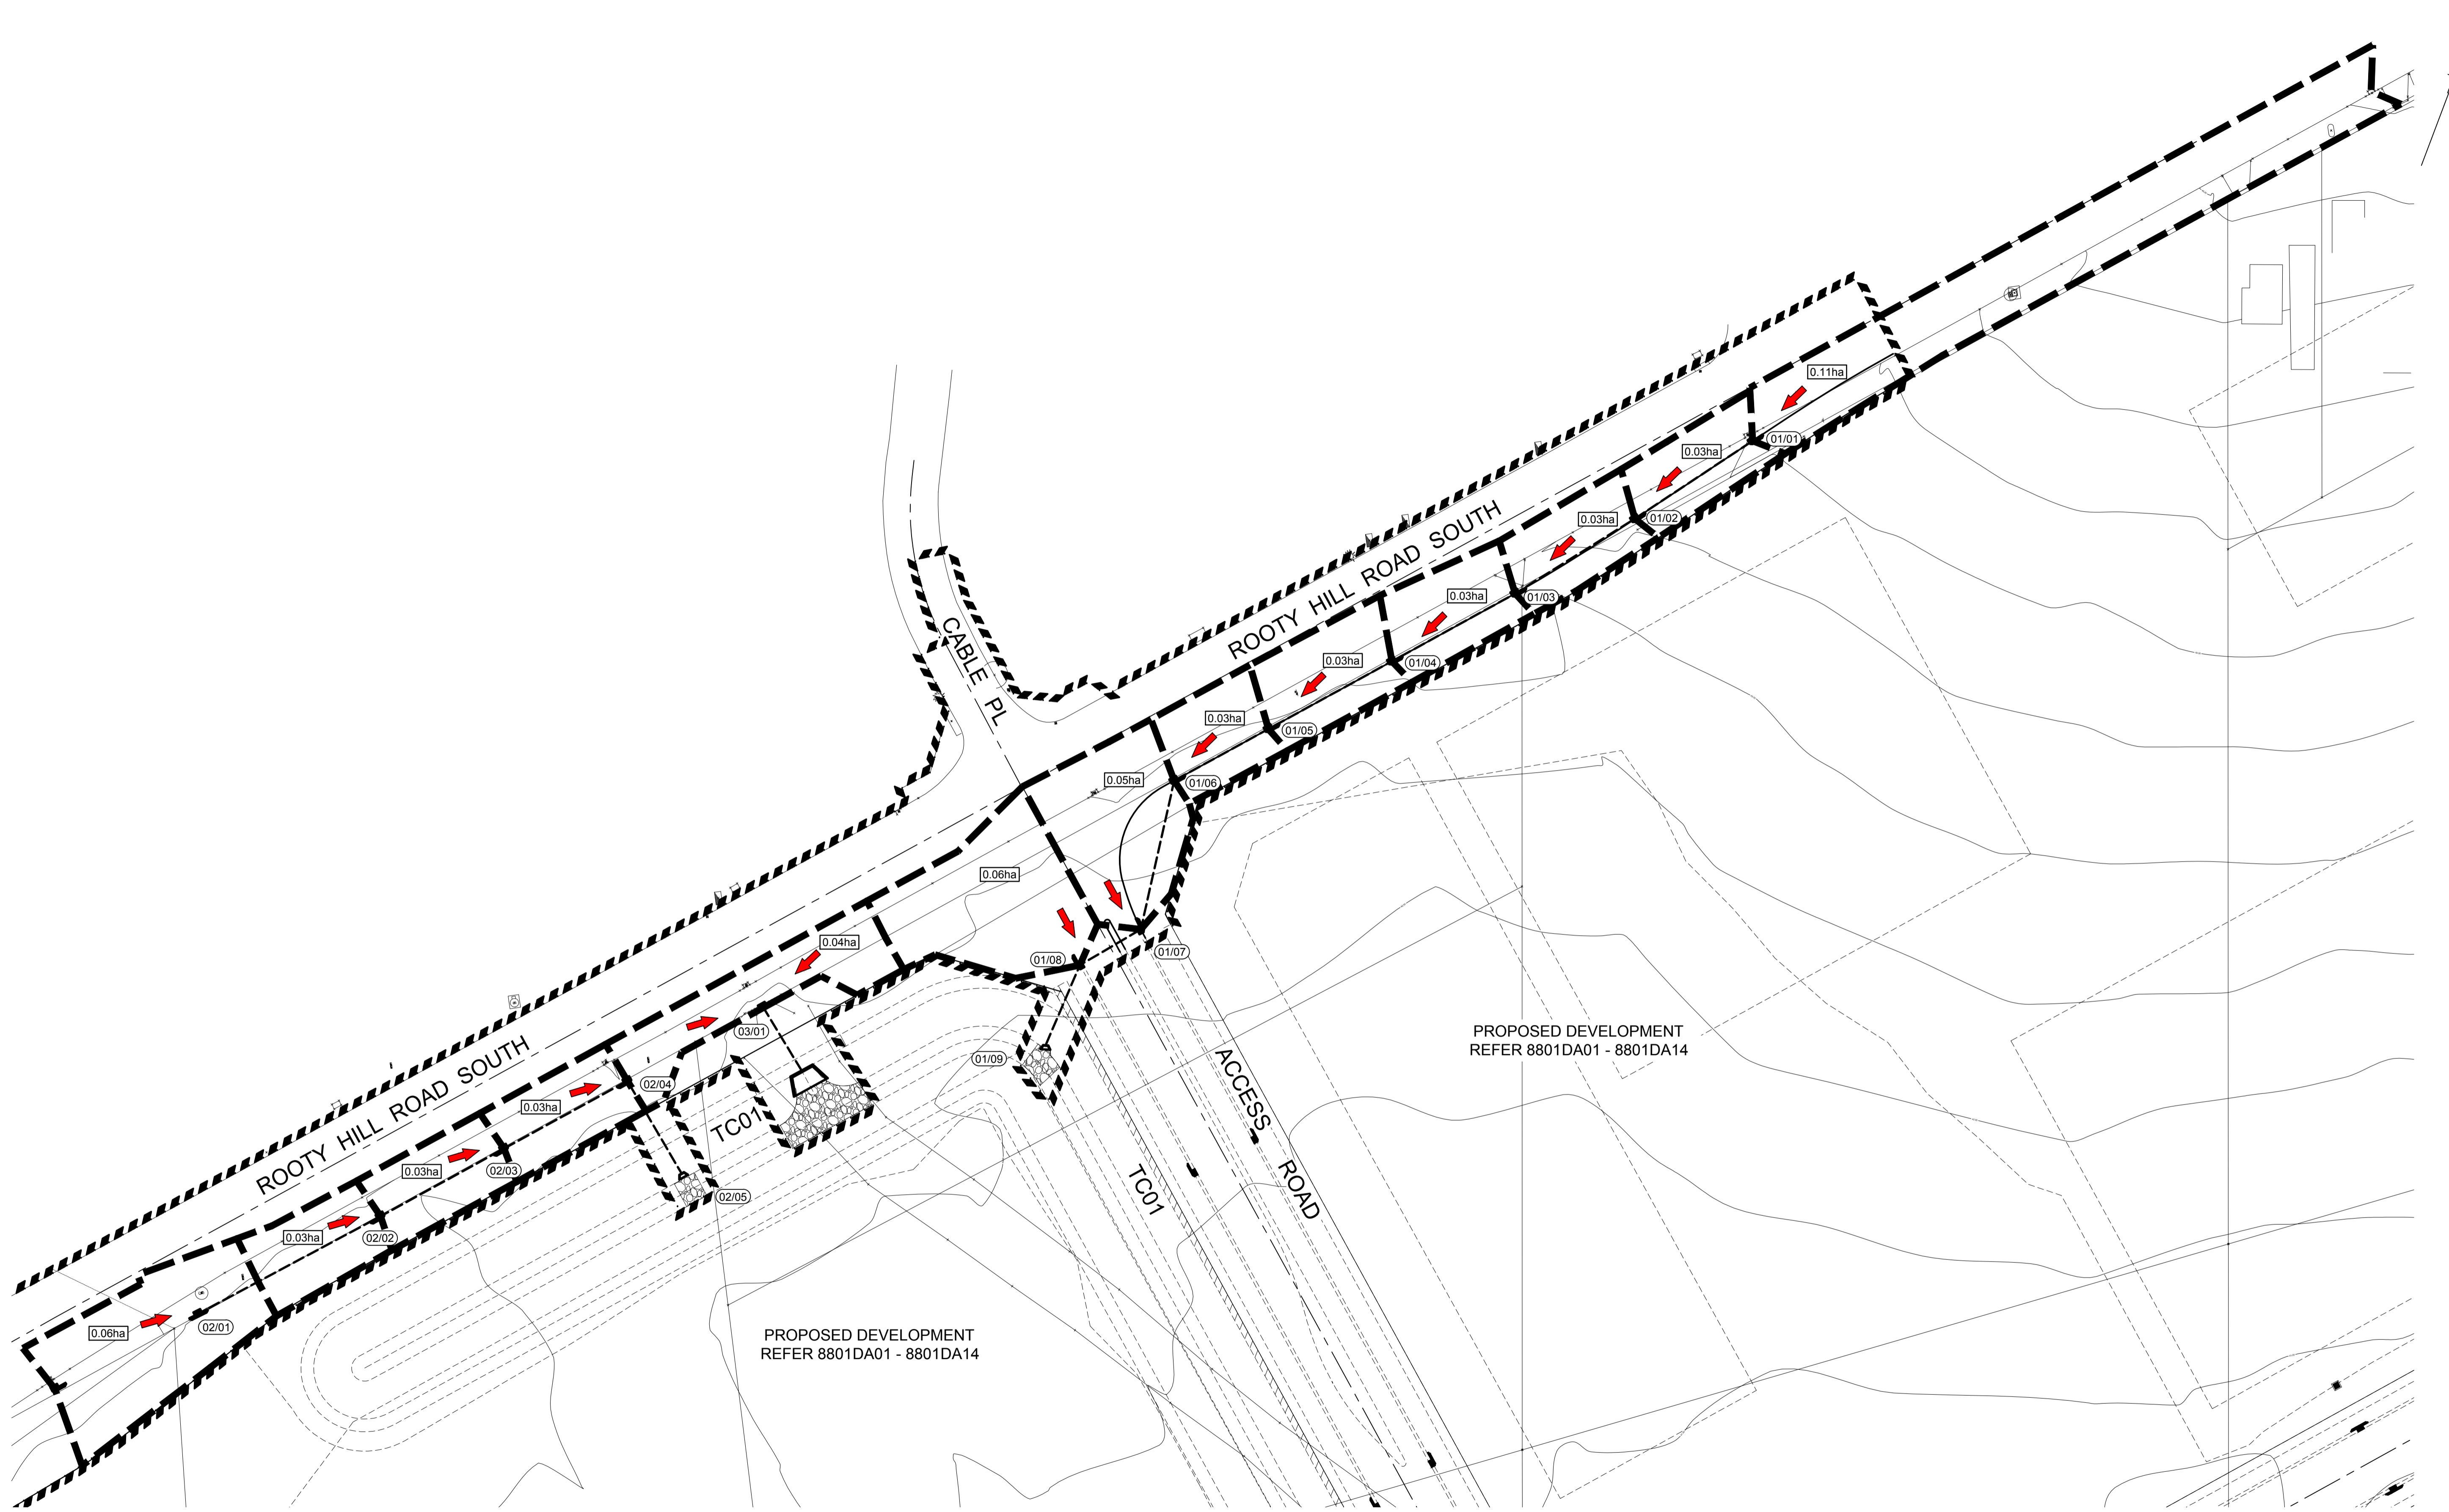 0.11ha
01/01
0.03ha
01/02
0.03ha
ROOTY HILL ROAD SOUTH
01/03
0.03ha
01/04
0.03ha
CABLE PL
01/05
0.03ha
01/06
0.05ha
0.06ha
01/07
01/08
0.04ha
03/01
01/09
PROPOSED DEVELOPMENT
REFER 8801DA01 - 8801DA14
ACCESS ROAD
TC01
ROOTY HILL ROAD SOUTH
02/04
0.03ha
TC01
02/05
02/03
0.03ha
02/02
0.03ha
02/01
0.06ha
PROPOSED DEVELOPMENT
REFER 8801DA01 - 8801DA14